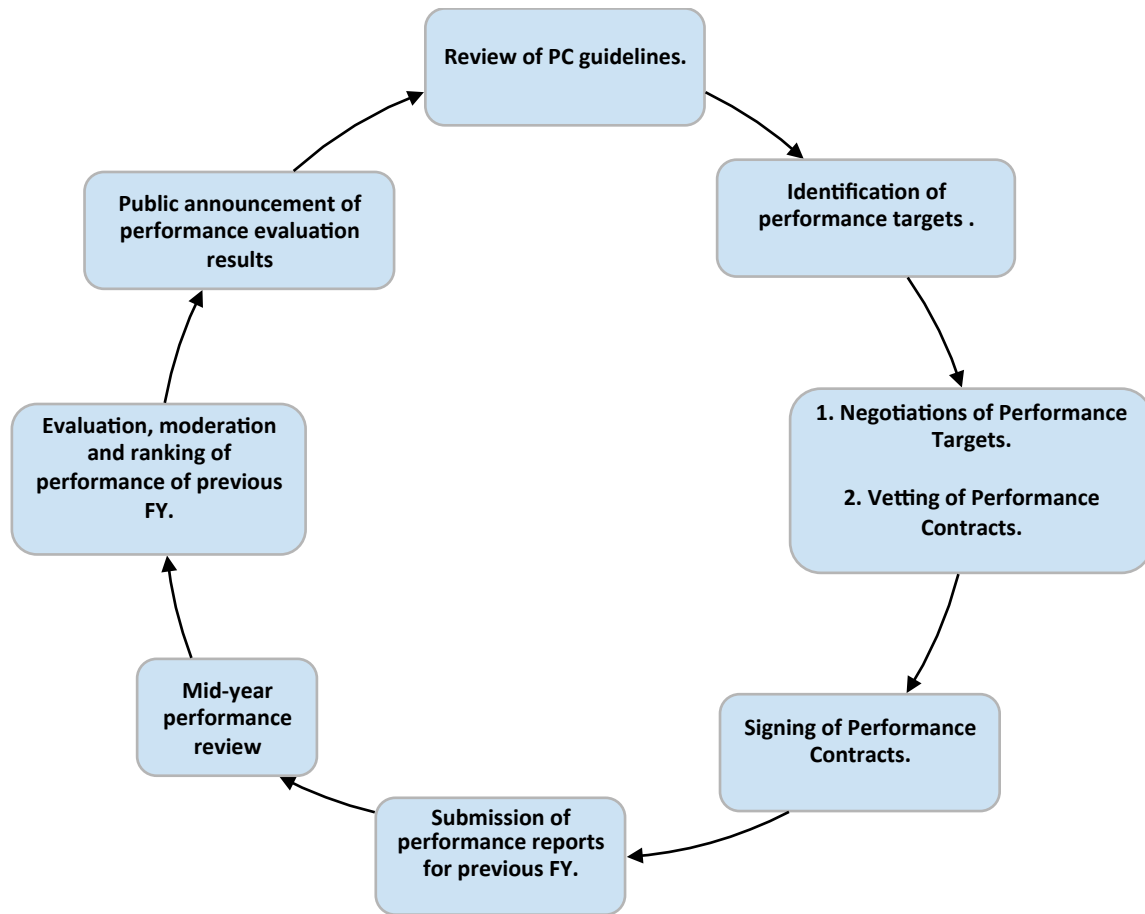 Review of PC guidelines.
Identification of
performance targets .
1. Negotiations of Performance
Targets.
2. Vetting of Performance
Contracts.
Signing of Performance
Contracts.
Submission of
performance reports
for previous FY.
Mid-year
performance
review
Evaluation, moderation
and ranking of
performance of previous
FY.
Public announcement of
performance evaluation
results